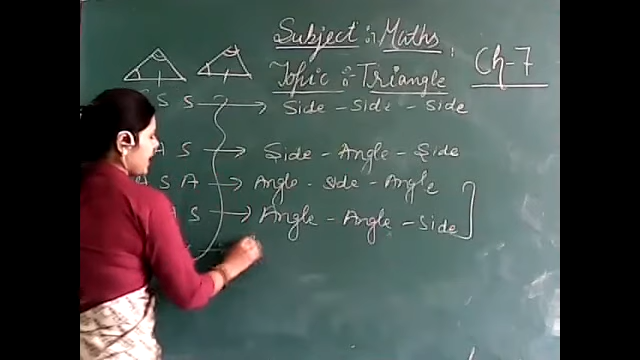 Subject :: Maths,
Ch-7
Topic :: Triangle
S S → Side - Side - Side
A S → Side - Angle - Side
A S A → Angle - Side - Angle
A S → Angle - Angle - Side